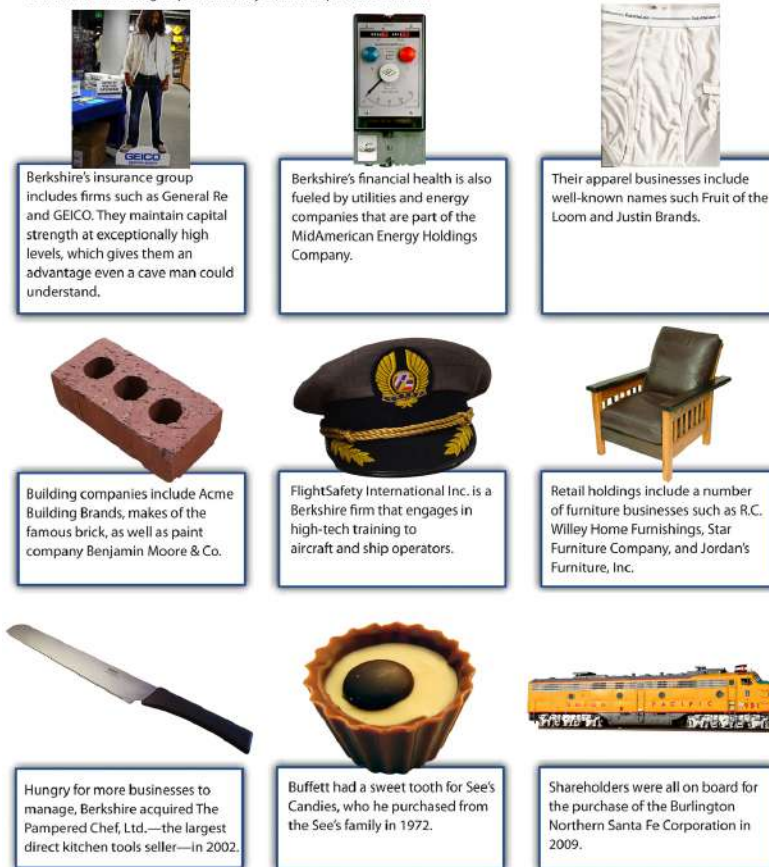 GEICO
Berkshire's insurance group
includes firms such as General Re
and GEICO. They maintain capital
strength at exceptionally high
levels, which gives them an
advantage even a cave man could
understand.
Berkshire's financial health is also
fueled by utilities and energy
companies that are part of the
MidAmerican Energy Holdings
Company.
Their apparel businesses include
well-known names such Fruit of the
Loom and Justin Brands.
Building companies include Acme
Building Brands, makes of the
famous brick, as well as paint
company Benjamin Moore & Co.
FlightSafety International Inc. is a
Berkshire firm that engages in
high-tech training to
aircraft and ship operators.
Retail holdings include a number
of furniture businesses such as R.C.
Willey Home Furnishings, Star
Furniture Company, and Jordan's
Furniture, Inc.
PACIFIC
Hungry for more businesses to
manage, Berkshire acquired The
Pampered Chef, Ltd.—the largest
direct kitchen tools seller—in 2002.
Buffett had a sweet tooth for See's
Candies, who he purchased from
the See's family in 1972.
Shareholders were all on board for
the purchase of the Burlington
Northern Santa Fe Corporation in
2009.